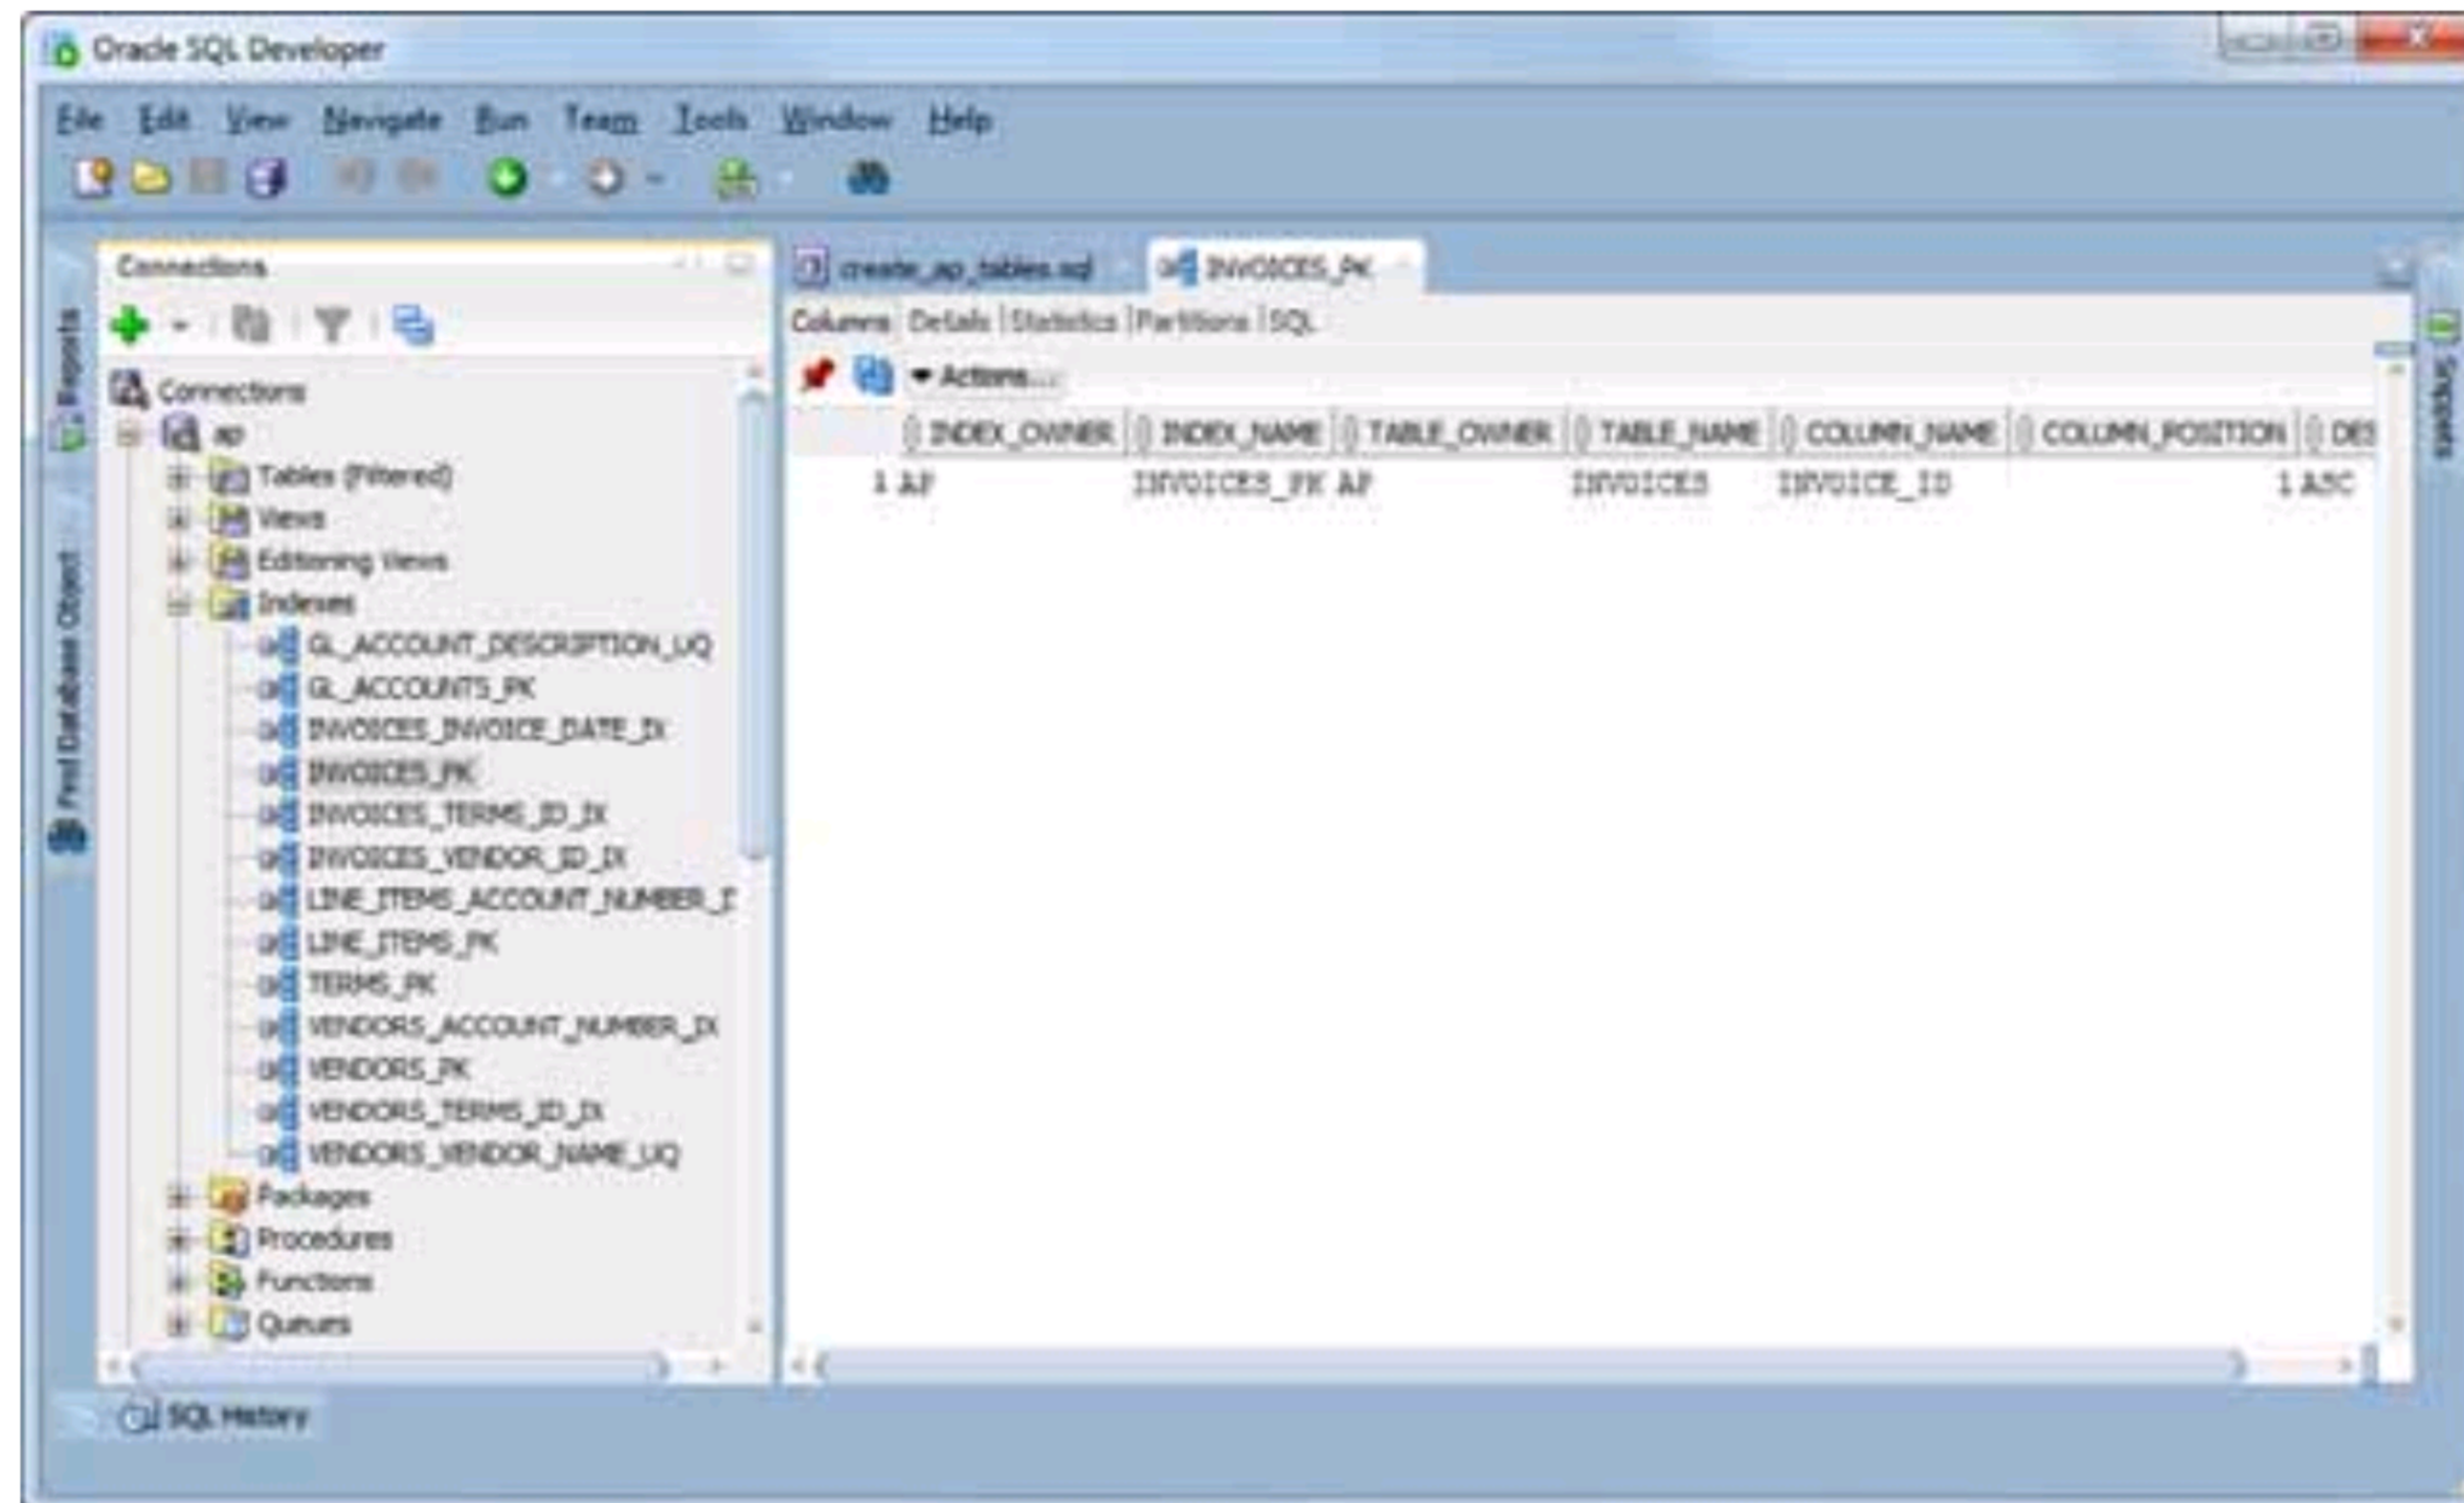 Oracle SQL Developer
File Edit View Navigate Run Team Tools Window Help
Reports
Find Database Object
Connections
Connections
ap
Tables (Filtered)
Views
Editioning Views
Indexes
GL_ACCOUNT_DESCRIPTION_UQ
GL_ACCOUNTS_PK
INVOICES_INVOICE_DATE_IX
INVOICES_PK
INVOICES_TERMS_ID_IX
INVOICES_VENDOR_ID_IX
LINE_ITEMS_ACCOUNT_NUMBER_I
LINE_ITEMS_PK
TERMS_PK
VENDORS_ACCOUNT_NUMBER_IX
VENDORS_PK
VENDORS_TERMS_ID_IX
VENDORS_VENDOR_NAME_UQ
Packages
Procedures
Functions
Queues
create_ap_tables.sql INVOICES_PK
Columns Details Statistics Partitions SQL
Actions...
INDEX_OWNER INDEX_NAME TABLE_OWNER TABLE_NAME COLUMN_NAME COLUMN_POSITION DES
1 AP INVOICES_PK AP INVOICES INVOICE_ID 1 ASC
Snippets
SQL History